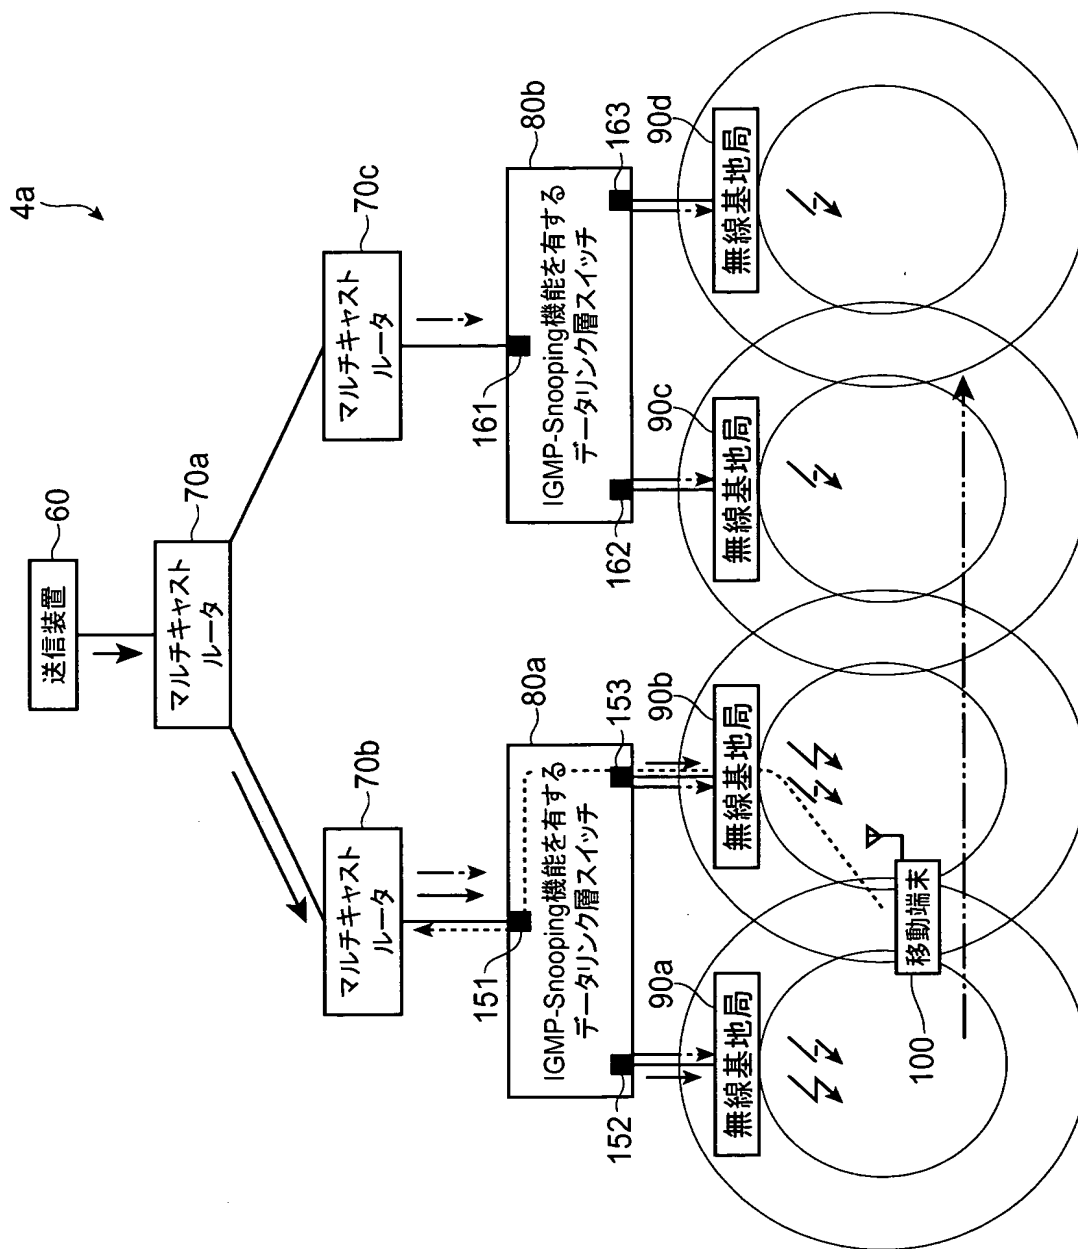 4a
60
送信装置
70a
マルチキャスト
ルータ
70b
マルチキャスト
ルータ
70c
マルチキャスト
ルータ
80a
151
IGMP-Snooping機能を有する
データリンク層スイッチ
152
153
80b
161
IGMP-Snooping機能を有する
データリンク層スイッチ
162
163
90a
無線基地局
90b
無線基地局
90c
無線基地局
90d
無線基地局
移動端末
100